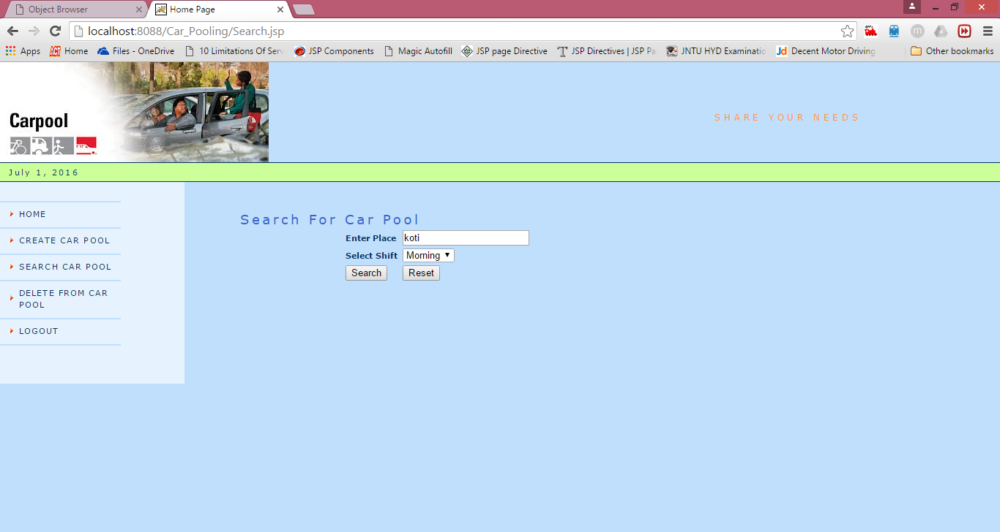 Object Browser
Home Page
localhost:8088/Car_Pooling/Search.jsp
Apps
Home
Files - OneDrive
10 Limitations Of Serv
JSP Components
Magic Autofill
JSP page Directive
JSP Directives | JSP Pa
JNTU HYD Examinatio
Decent Motor Driving
Other bookmarks
Carpool
SHARE YOUR NEEDS
July 1, 2016
HOME
CREATE CAR POOL
SEARCH CAR POOL
DELETE FROM CAR
POOL
LOGOUT
Search For Car Pool
Enter Place koti
Select Shift Morning
Search Reset